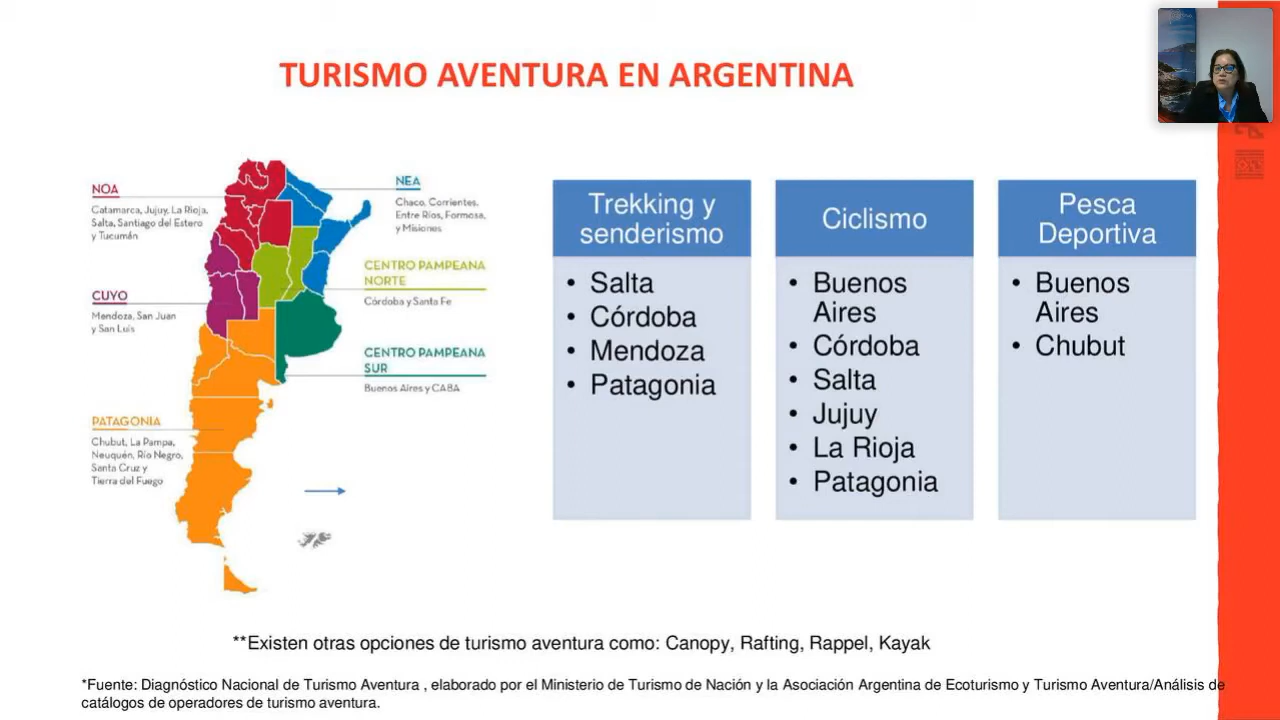 TURISMO AVENTURA EN ARGENTINA
NOA
Catamarca, Jujuy, La Rioja,
Salta, Santiago del Estero
y Tucumán
NEA
Chaco, Corrientes,
Entre Ríos, Formosa,
y Misiones
CENTRO PAMPEANA
NORTE
Córdoba y Santa Fe
CUYO
Mendoza, San Juan
y San Luis
CENTRO PAMPEANA
SUR
Buenos Aires y CABA
PATAGONIA
Chubut, La Pampa,
Neuquén, Río Negro,
Santa Cruz y
Tierra del Fuego
Trekking y
senderismo
• Salta
• Córdoba
• Mendoza
• Patagonia
Ciclismo
• Buenos
Aires
• Córdoba
• Salta
• Jujuy
• La Rioja
• Patagonia
Pesca
Deportiva
• Buenos
Aires
• Chubut
**Existen otras opciones de turismo aventura como: Canopy, Rafting, Rappel, Kayak
*Fuente: Diagnóstico Nacional de Turismo Aventura , elaborado por el Ministerio de Turismo de Nación y la Asociación Argentina de Ecoturismo y Turismo Aventura/Análisis de
catálogos de operadores de turismo aventura.